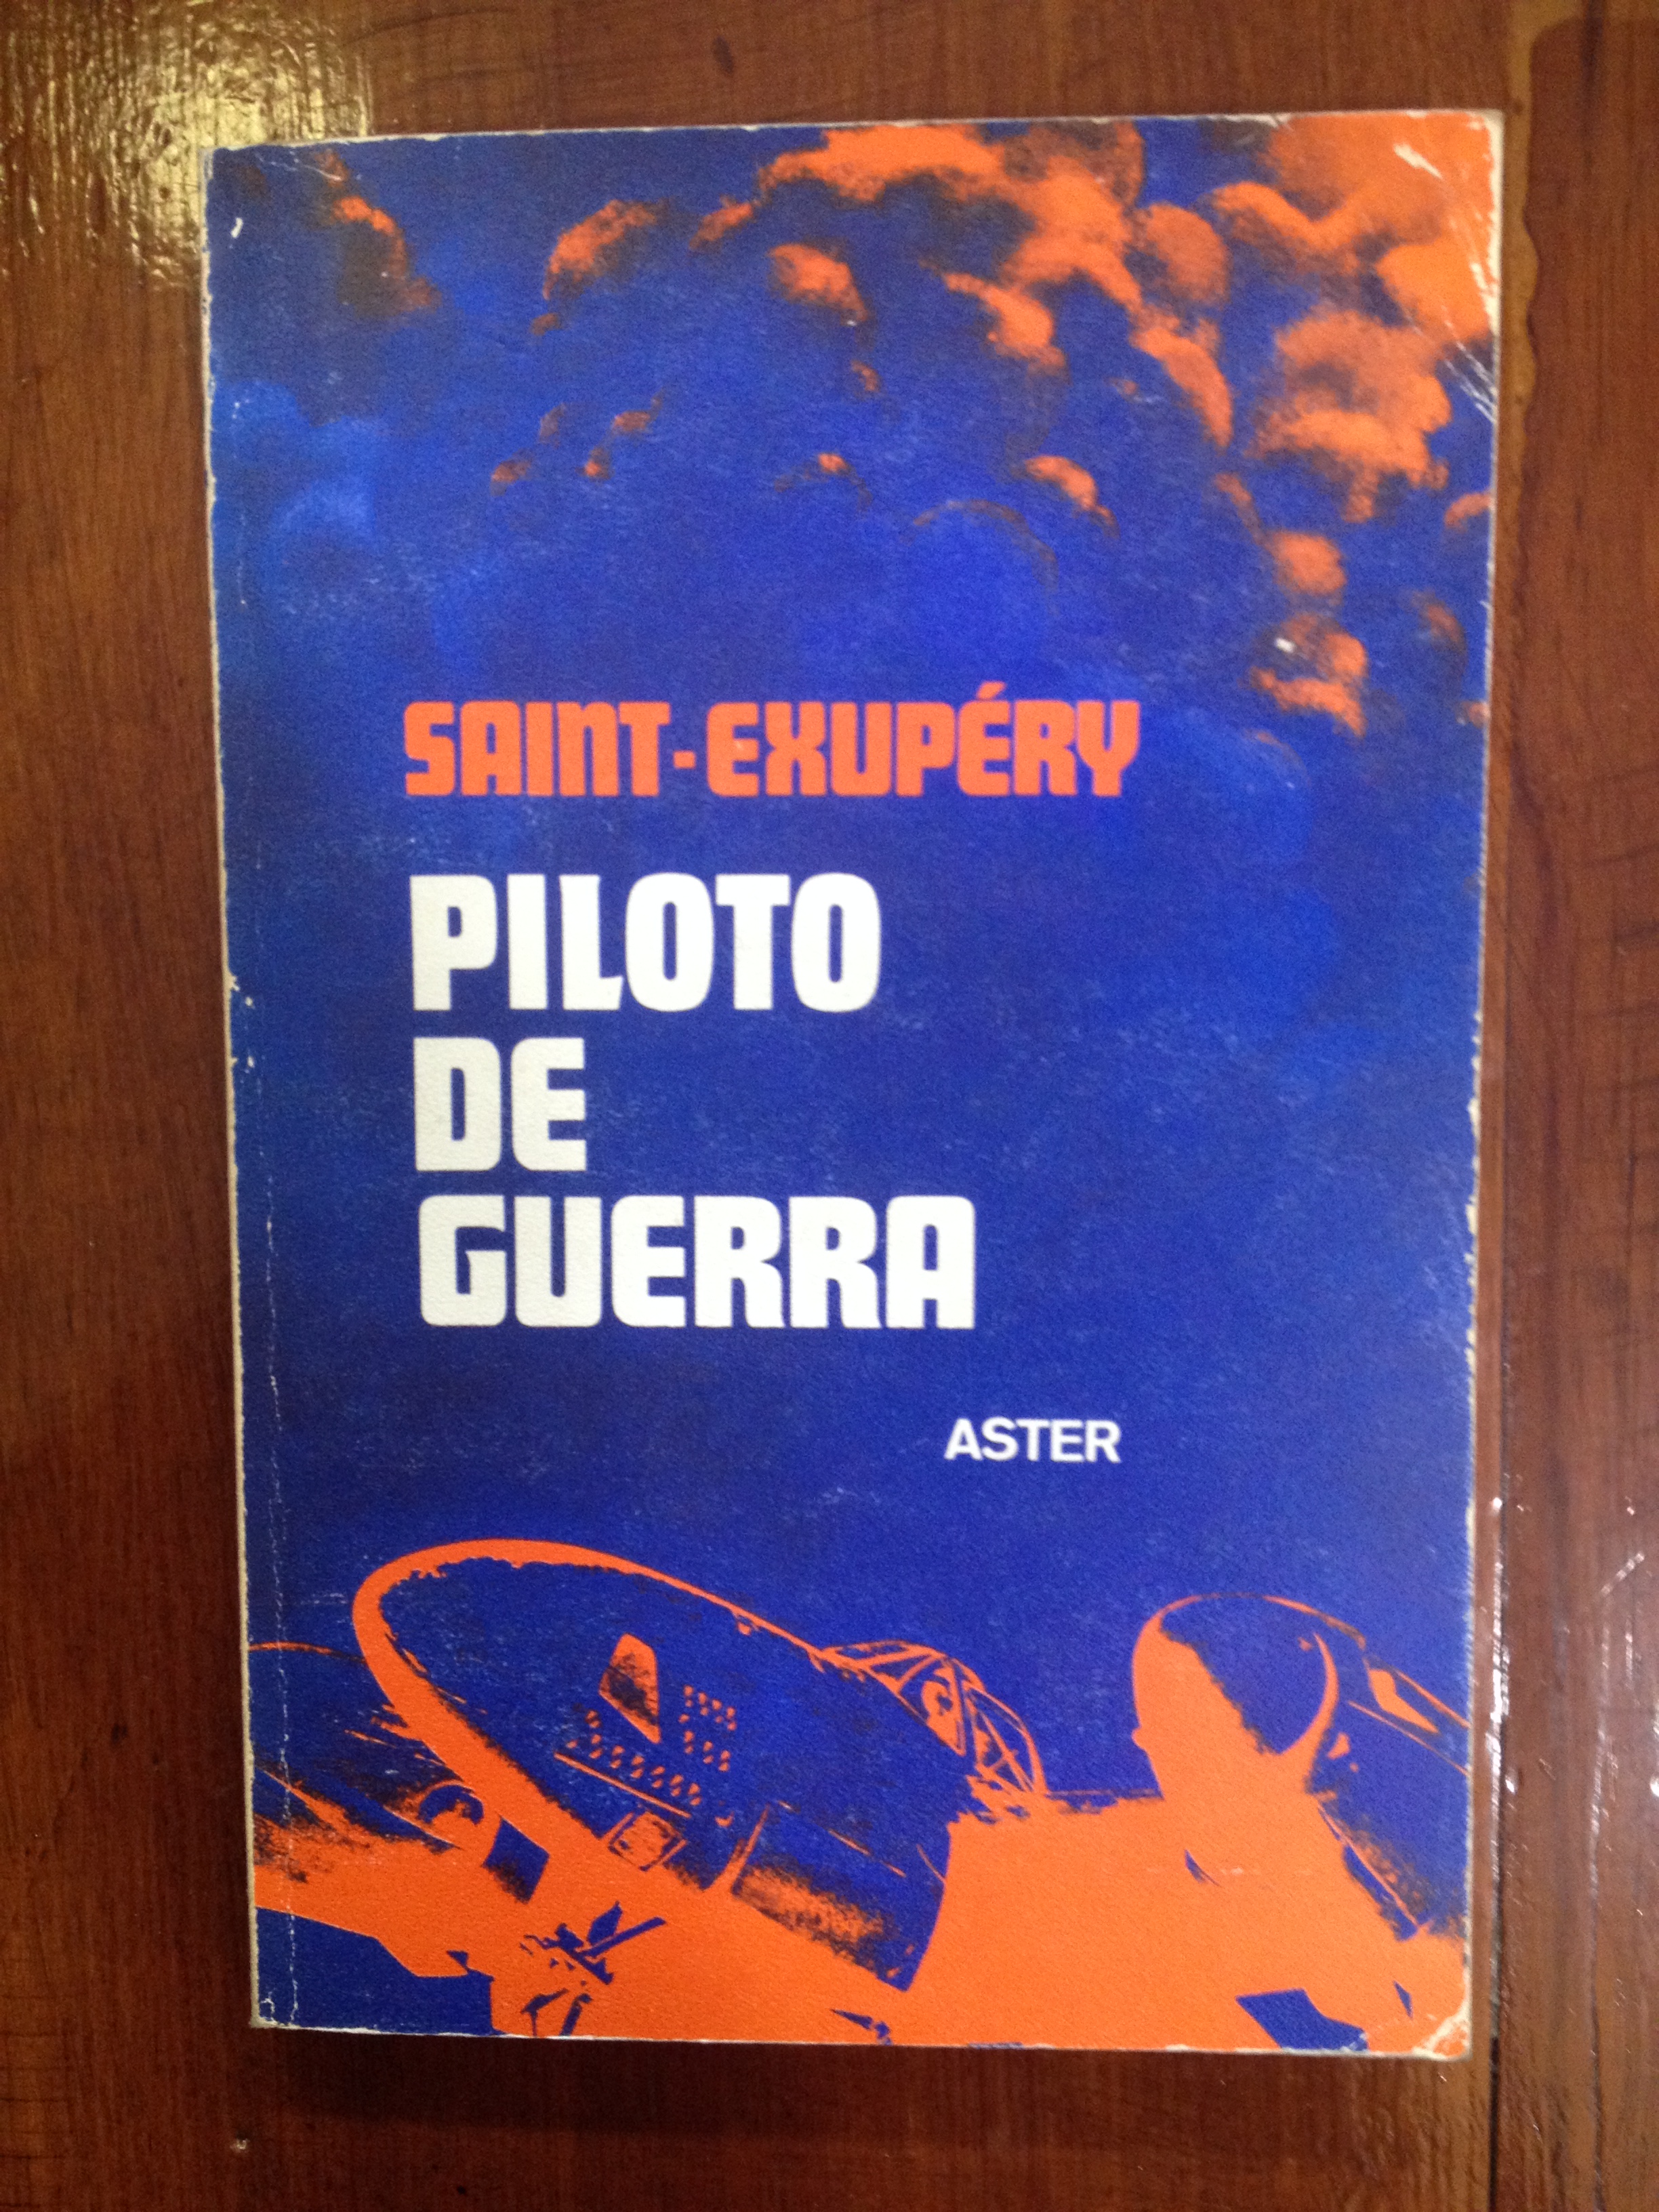 SAINT-EXUPÉRY
PILOTO
DE
GUERRA
ASTER